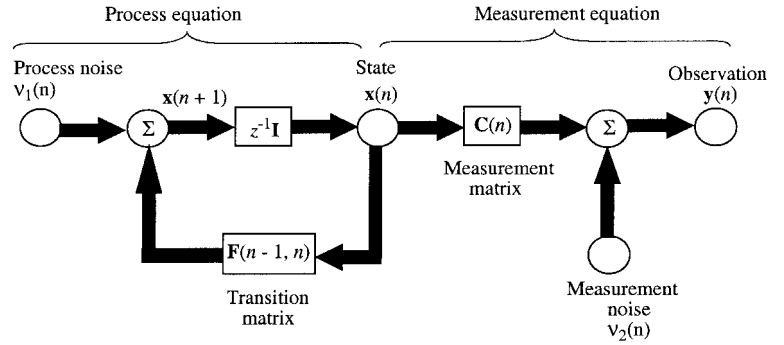 Process equation
Measurement equation
Process noise
ν1(n)
x(n + 1)
State
x(n)
Observation
y(n)
Σ
z-1I
C(n)
Σ
Measurement
matrix
F(n - 1, n)
Transition
matrix
Measurement
noise
ν2(n)